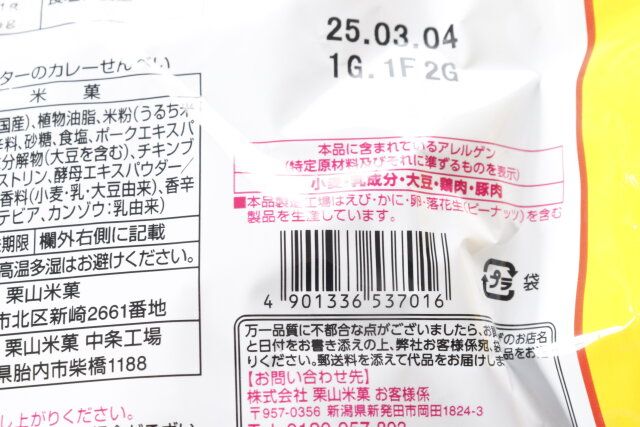 25.03.04
1G.1F2G
ターのカレーせんべい
米菓
国産)、植物油脂、米粉(うるち米
料、砂糖、食塩、ポークエキスパ
分解物(大豆を含む)、チキンブ
ストリン、酵母エキスパウダー/
香料(小麦・乳・大豆由来)、香辛
テビア、カンゾウ:乳由来)
期限 欄外右側に記載
高温多湿はお避けください。
栗山米菓
市北区新崎2661番地
栗山米菓 中条工場
県胎内市柴橋1188
し上がりください。
本品に含まれているアレルゲン
(特定原材料及びそれに準ずるものを表示)
小麦・乳成分・大豆・鶏肉・豚肉
■本品製造工場はえび・かに・卵・落花生(ピーナッツ)を含む
製品を生産しています。
4 901336 537016
プラ 袋
万一品質に不都合な点がございましたら、お
と日付をお書き添えの上、弊社お客様係宛、
りください。郵送料を添えて代品をお届けしま
のお店名
【お問い合わせ先】
株式会社 栗山米菓 お客様係
〒957-0356 新潟県新発田市岡田1824-3